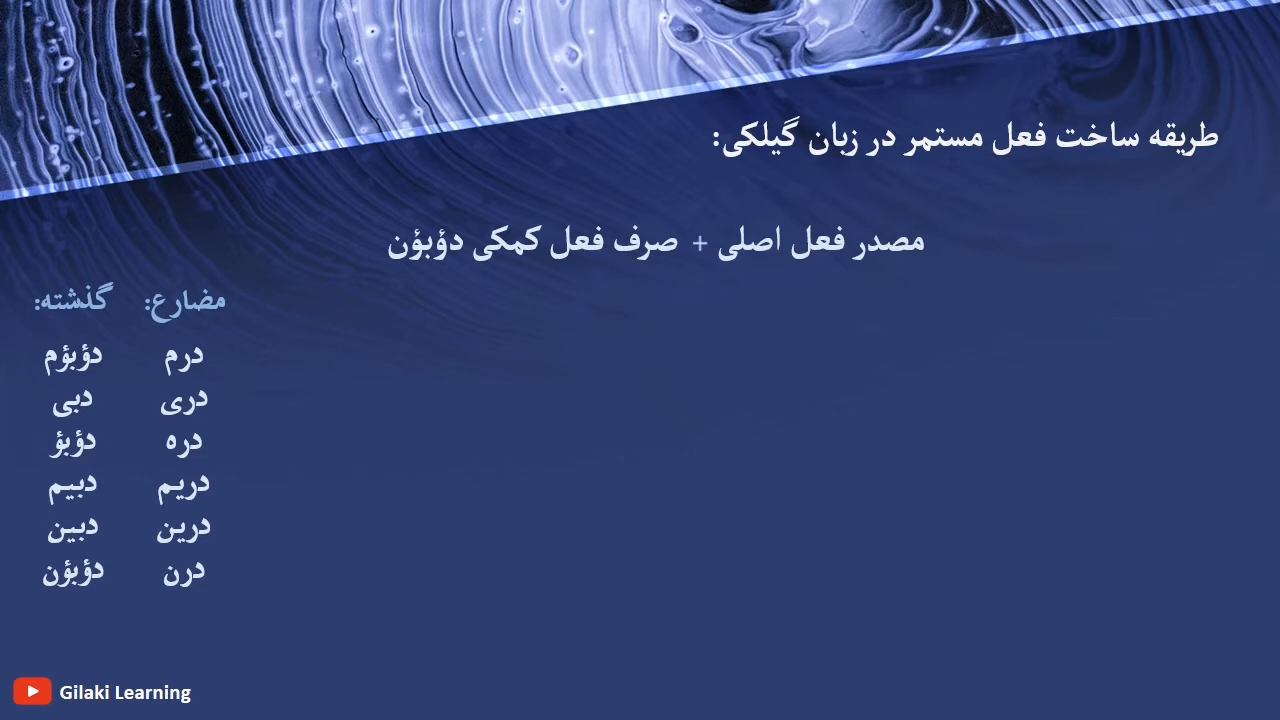 طریقه ساخت فعل مستمر در زبان گیلکی:
مصدر فعل اصلی + صرف فعل کمکی دؤبؤن
مضارع: گذشته:
درم دؤبؤم
دری دبی
دره دؤبؤ
دریم دبیم
درین دبین
درن دؤبؤن
Gilaki Learning